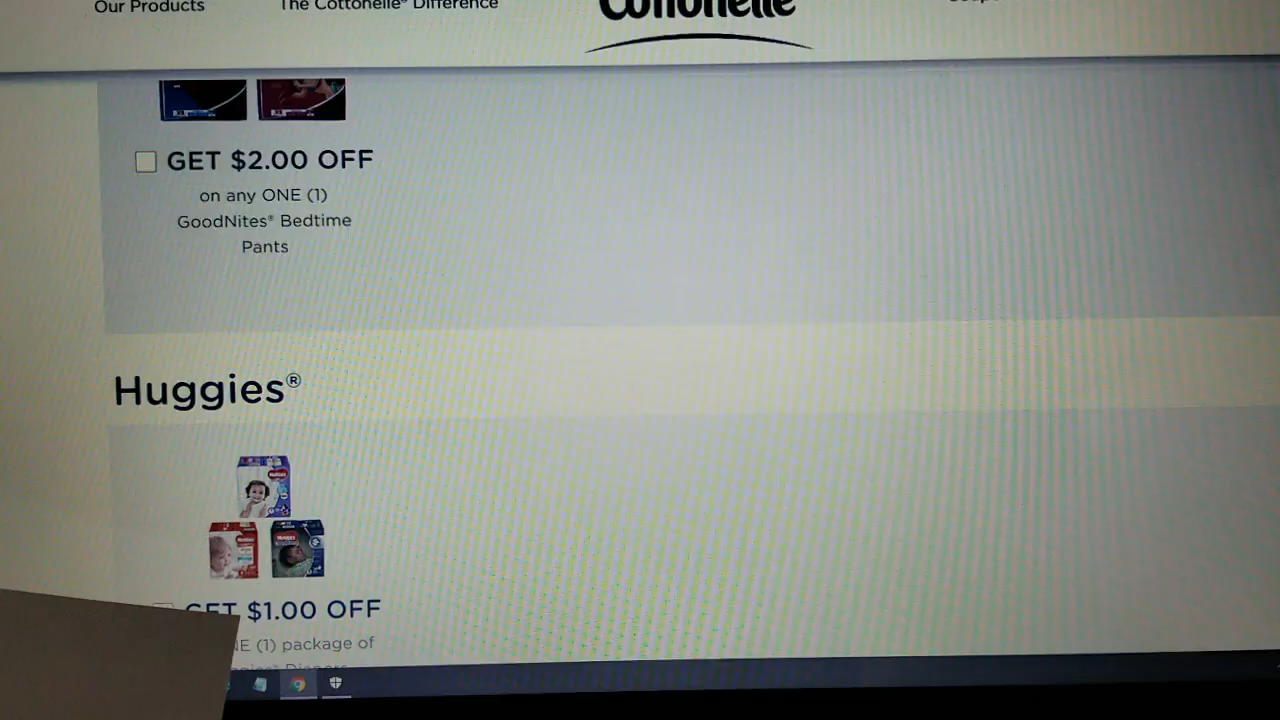 Our Products
The Cottonelle® Difference
Cottonelle
GET $2.00 OFF
on any ONE (1)
GoodNites® Bedtime
Pants
Huggies®
GET $1.00 OFF
(1) package of
Diapers